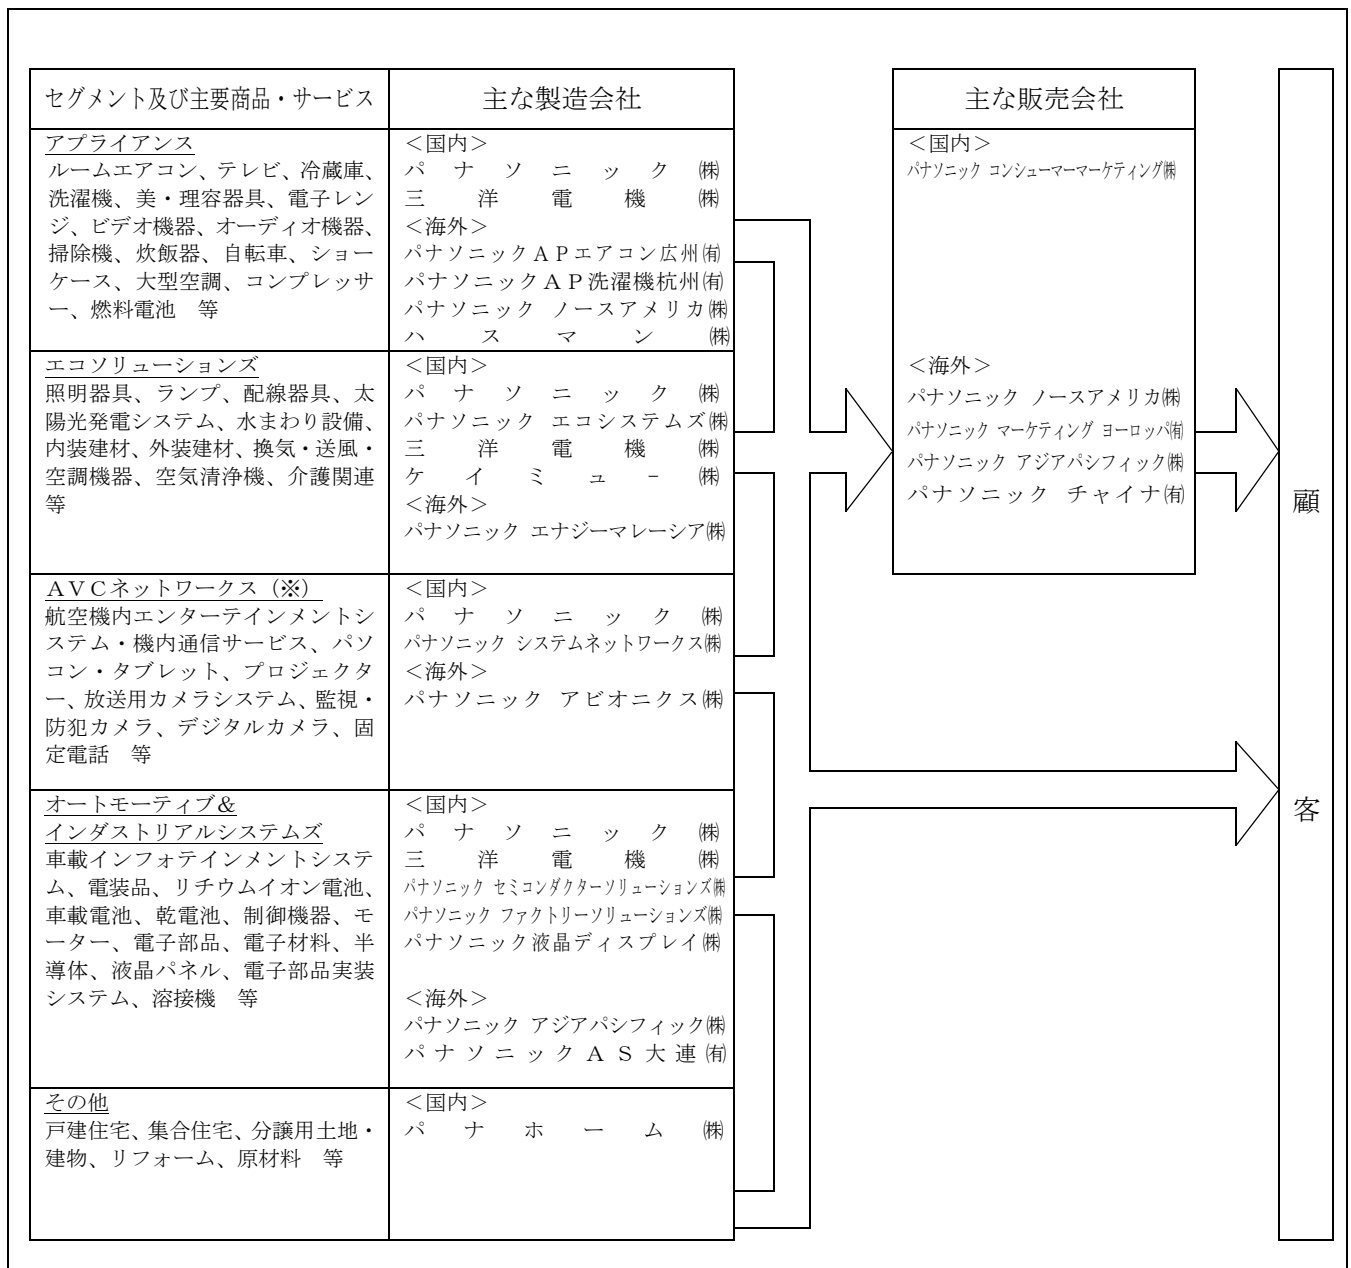 セグメント及び主要商品・サービス
主な製造会社
主な販売会社
アプライアンス
ルームエアコン、テレビ、冷蔵庫、
洗濯機、美・理容器具、電子レン
ジ、ビデオ機器、オーディオ機器、
掃除機、炊飯器、自転車、ショー
ケース、大型空調、コンプレッサ
ー、燃料電池　等
＜国内＞
パナソニック㈱
三洋電機㈱
＜海外＞
パナソニックＡＰエアコン広州㈲
パナソニックＡＰ洗濯機杭州㈲
パナソニック ノースアメリカ㈱
ハスマン㈱
エコソリューションズ
照明器具、ランプ、配線器具、太
陽光発電システム、水まわり設備、
内装建材、外装建材、換気・送風・
空調機器、空気清浄機、介護関連
等
＜国内＞
パナソニック㈱
パナソニック エコシステムズ㈱
三洋電機㈱
ケイミュ－㈱
＜海外＞
パナソニック エナジーマレーシア㈱
ＡＶＣネットワークス（※）
航空機内エンターテインメントシ
ステム・機内通信サービス、パソ
コン・タブレット、プロジェクタ
ー、放送用カメラシステム、監視・
防犯カメラ、デジタルカメラ、固
定電話　等
＜国内＞
パナソニック㈱
パナソニック システムネットワークス㈱
＜海外＞
パナソニック アビオニクス㈱
オートモーティブ＆
インダストリアルシステムズ
車載インフォテインメントシステ
ム、電装品、リチウムイオン電池、
車載電池、乾電池、制御機器、モ
ーター、電子部品、電子材料、半
導体、液晶パネル、電子部品実装
システム、溶接機　等
＜国内＞
パナソニック㈱
三洋電機㈱
パナソニック セミコンダクターソリューションズ㈱
パナソニック ファクトリーソリューションズ㈱
パナソニック液晶ディスプレイ㈱
＜海外＞
パナソニック アジアパシフィック㈱
パナソニックＡＳ大連㈲
その他
戸建住宅、集合住宅、分譲用土地・
建物、リフォーム、原材料　等
＜国内＞
パナホーム㈱
＜国内＞
パナソニック コンシューマーマーケティング㈱
＜海外＞
パナソニック ノースアメリカ㈱
パナソニック マーケティング ヨーロッパ㈲
パナソニック アジアパシフィック㈱
パナソニック チャイナ㈲
顧
客